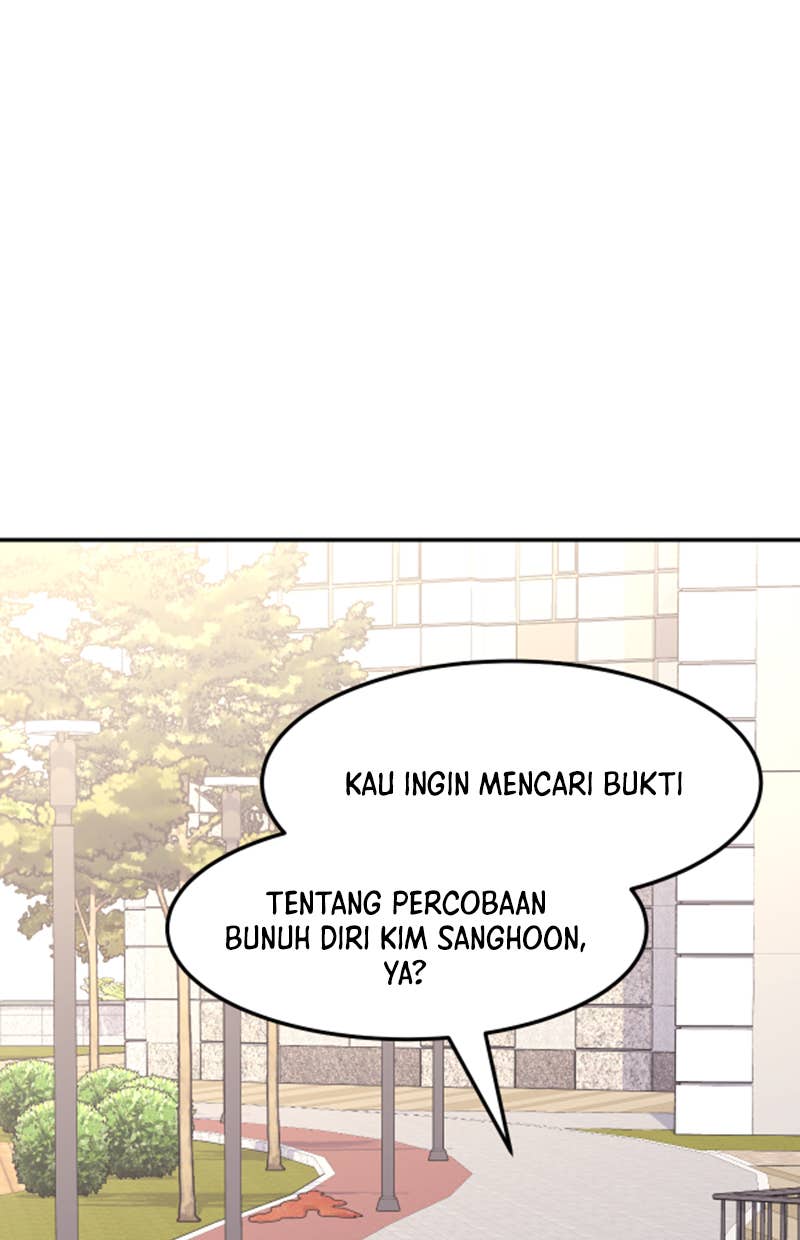 KAU INGIN MENCARI BUKTI
TENTANG PERCOBAAN
BUNUH DIRI KIM SANGHOON,
YA?